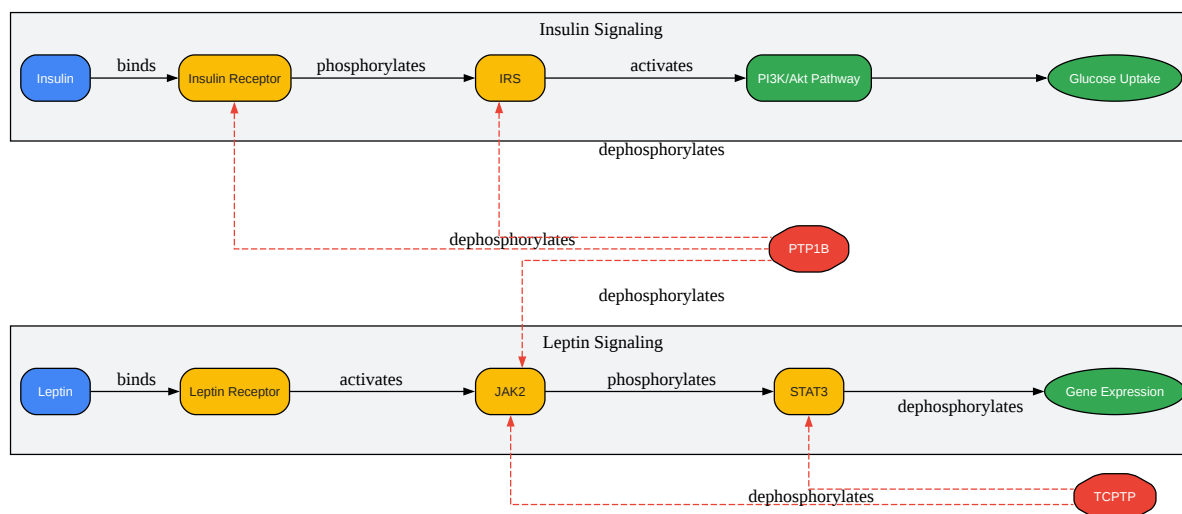 Insulin Signaling
binds
phosphorylates
activates
Insulin
Insulin Receptor
IRS
PI3K/Akt Pathway
Glucose Uptake
dephosphorylates
dephosphorylates
PTP1B
dephosphorylates
Leptin Signaling
binds
activates
phosphorylates
Leptin
Leptin Receptor
JAK2
STAT3
Gene Expression
dephosphorylates
dephosphorylates
TCPTP